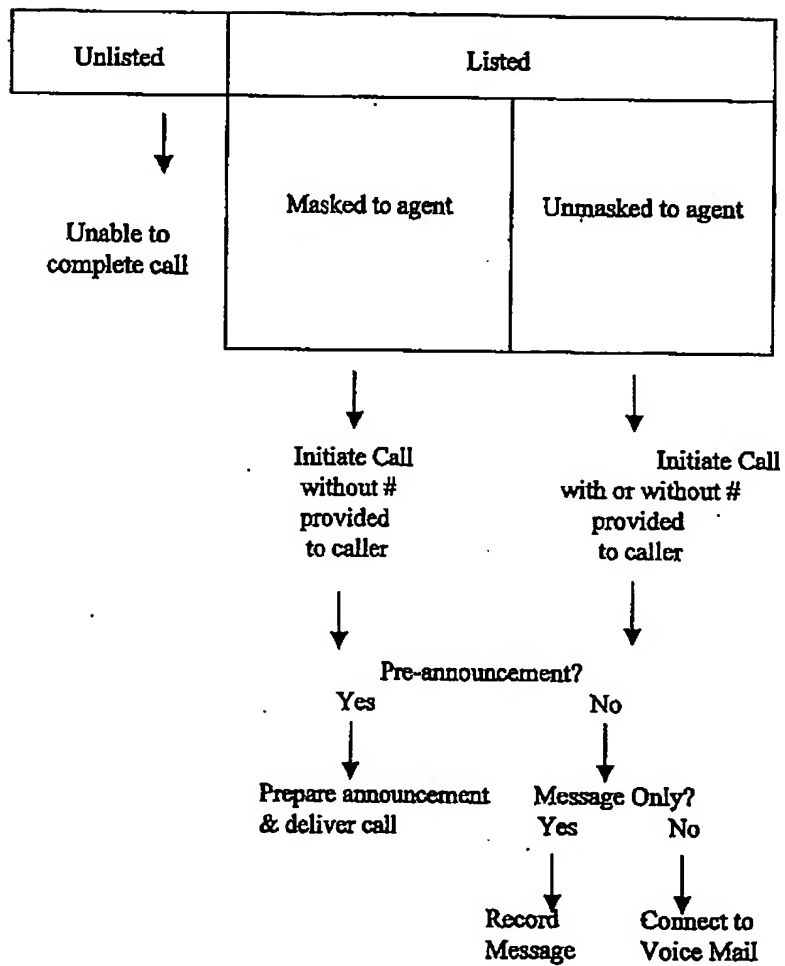 Unlisted
Listed
Masked to agent
Unmasked to agent
Unable to
complete call
Initiate Call
without #
provided
to caller
Initiate Call
with or without #
provided
to caller
Pre-announcement?
Yes
No
Prepare announcement
& deliver call
Message Only?
Yes
No
Record
Message
Connect to
Voice Mail